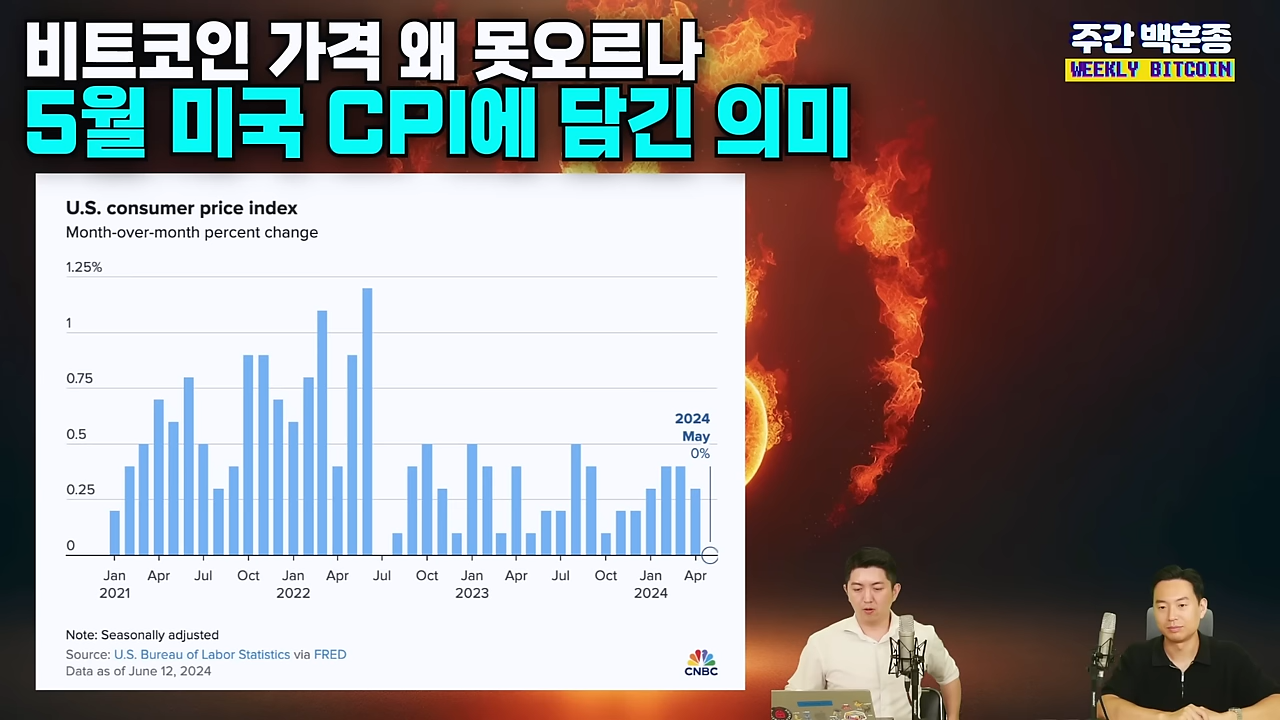 비트코인 가격 왜 못오르나
5월 미국 CPI에 담긴 의미
주간 백훈종
WEEKLY BITCOIN
U.S. consumer price index
Month-over-month percent change
1.25%
1
0.75
0.5
0.25
0
2024
May
0%
Jan Apr Jul Oct Jan Apr Jul Oct Jan Apr Jul Oct Jan Apr
2021 2022 2023 2024
Note: Seasonally adjusted
Source: U.S. Bureau of Labor Statistics via FRED
Data as of June 12, 2024
CNBC